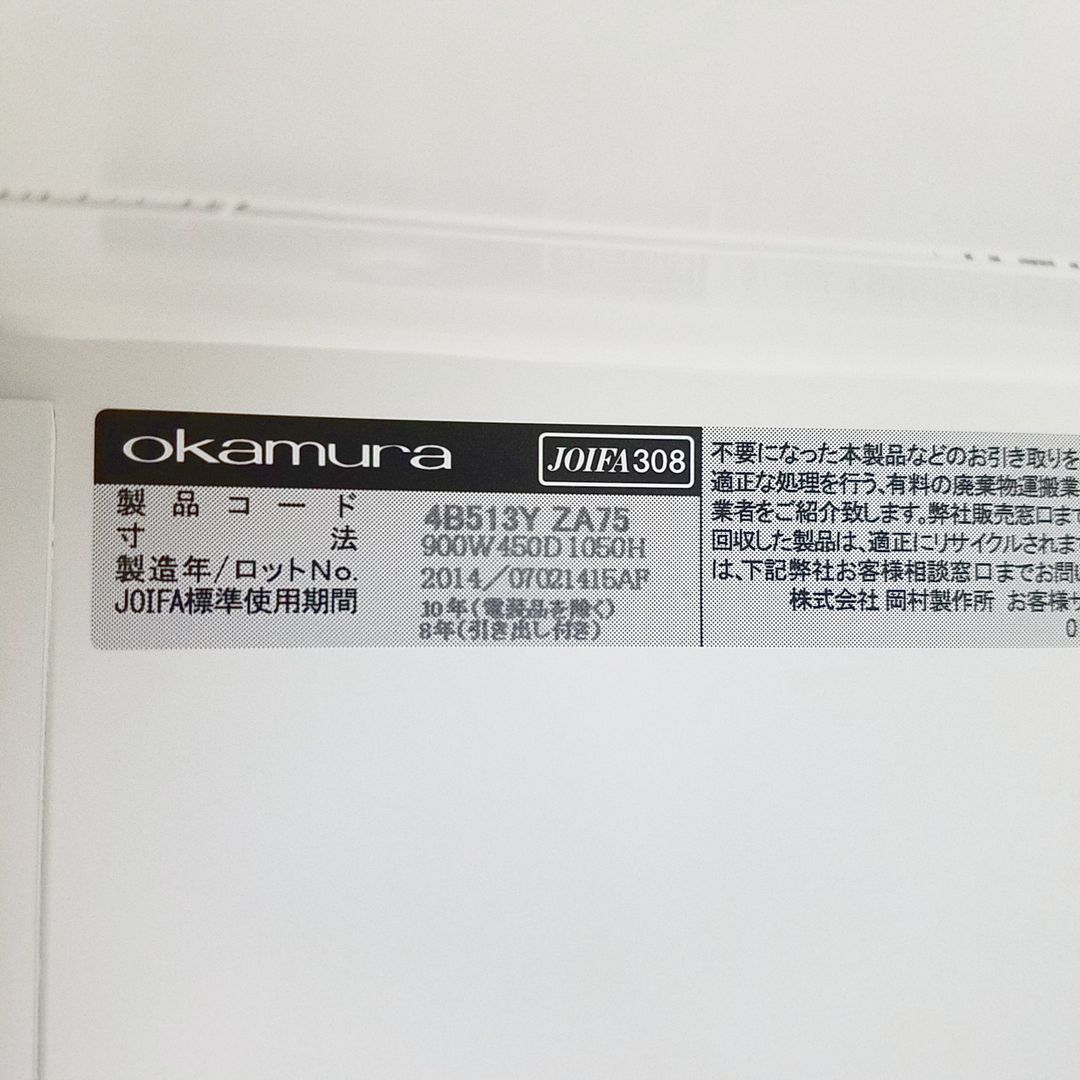 okamura JOIFA308
製品コード 4B513Y ZA75
寸法 900W450D1050H
製造年/ロットNo. 2014/07021415AF
JOIFA標準使用期間 10年(電装品を除く)
8年(引き出し付き)
不要になった本製品などのお引き取りを
適正な処理を行う、有料の廃棄物運搬業
業者をご紹介致します。弊社販売窓口まで
回収した製品は、適正にリサイクルされます
は、下記弊社お客様相談窓口までお問い
株式会社 岡村製作所 お客様サ
0